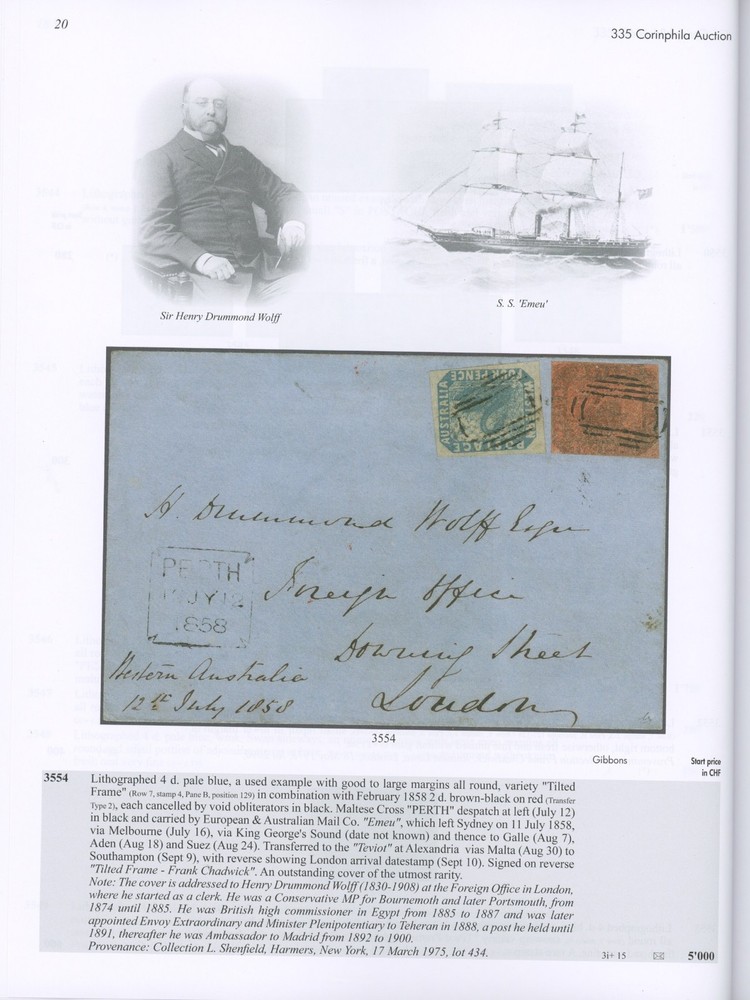 20
335 Corinphila Auction
Sir Henry Drummond Wolff
S. S. 'Emeu'
FOUR PENCE
AUSTRALIA
POSTAGE
H. Drummond Wolff Esqre
PERTH
JY 12
1858
Foreign Office
Downing Street
London
Western Australia
12th July 1858
3554
Gibbons
Start price
in CHF
3554
Lithographed 4 d. pale blue, a used example with good to large margins all round, variety "Tilted
Frame" (Row 7, stamp 4, Pane B, position 129) in combination with February 1858 2 d. brown-black on red (Transfer
Type 2), each cancelled by void obliterators in black. Maltese Cross "PERTH" despatch at left (July 12)
in black and carried by European & Australian Mail Co. "Emeu", which left Sydney on 11 July 1858,
via Melbourne (July 16), via King George's Sound (date not known) and thence to Galle (Aug 7),
Aden (Aug 18) and Suez (Aug 24). Transferred to the "Teviot" at Alexandria vias Malta (Aug 30) to
Southampton (Sept 9), with reverse showing London arrival datestamp (Sept 10). Signed on reverse
"Tilted Frame - Frank Chadwick". An outstanding cover of the utmost rarity.
Note: The cover is addressed to Henry Drummond Wolff (1830-1908) at the Foreign Office in London,
where he started as a clerk. He was a Conservative MP for Bournemoth and later Portsmouth, from
1874 until 1885. He was British high commissioner in Egypt from 1885 to 1887 and was later
appointed Envoy Extraordinary and Minister Plenipotentiary to Teheran in 1888, a post he held until
1891, thereafter he was Ambassador to Madrid from 1892 to 1900.
Provenance: Collection L. Shenfield, Harmers, New York, 17 March 1975, lot 434.
3i+ 15
5'000